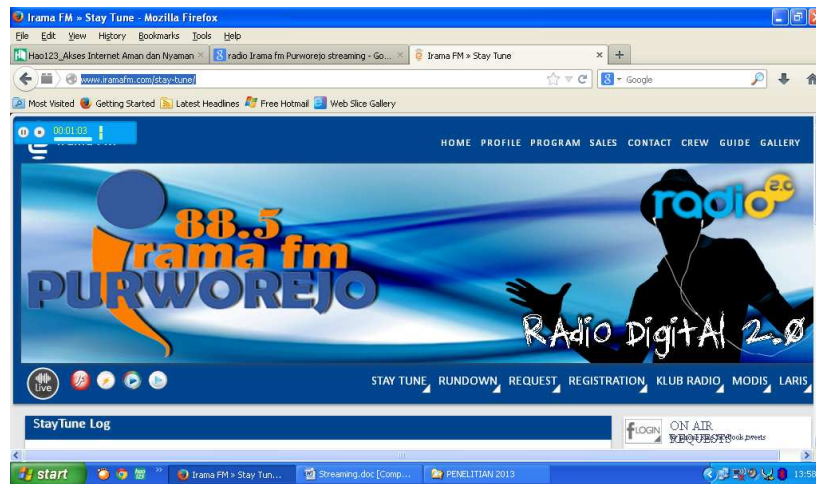 Irama FM » Stay Tune - Mozilla Firefox
File Edit View History Bookmarks Tools Help
Hao123_Akses Internet Aman dan Nyaman × radio Irama fm Purworejo streaming - Go... × Irama FM » Stay Tune × +
www.iramafm.com/stay-tune/ Google
Most Visited Getting Started Latest Headlines Free Hotmail Web Slice Gallery
00:01:03
HOME PROFILE PROGRAM SALES CONTACT CREW GUIDE GALLERY
radio 2.0
88.5
irama fm
PURWOREJO
RAdio DigitAl 2.0
Live
STAY TUNE RUNDOWN REQUEST REGISTRATION KLUB RADIO MODIS LARIS
StayTune Log
f LOGIN ON AIR
REQUESTS
start Irama FM » Stay Tun... Streaming.doc [Comp... PENELITIAN 2013 13:58